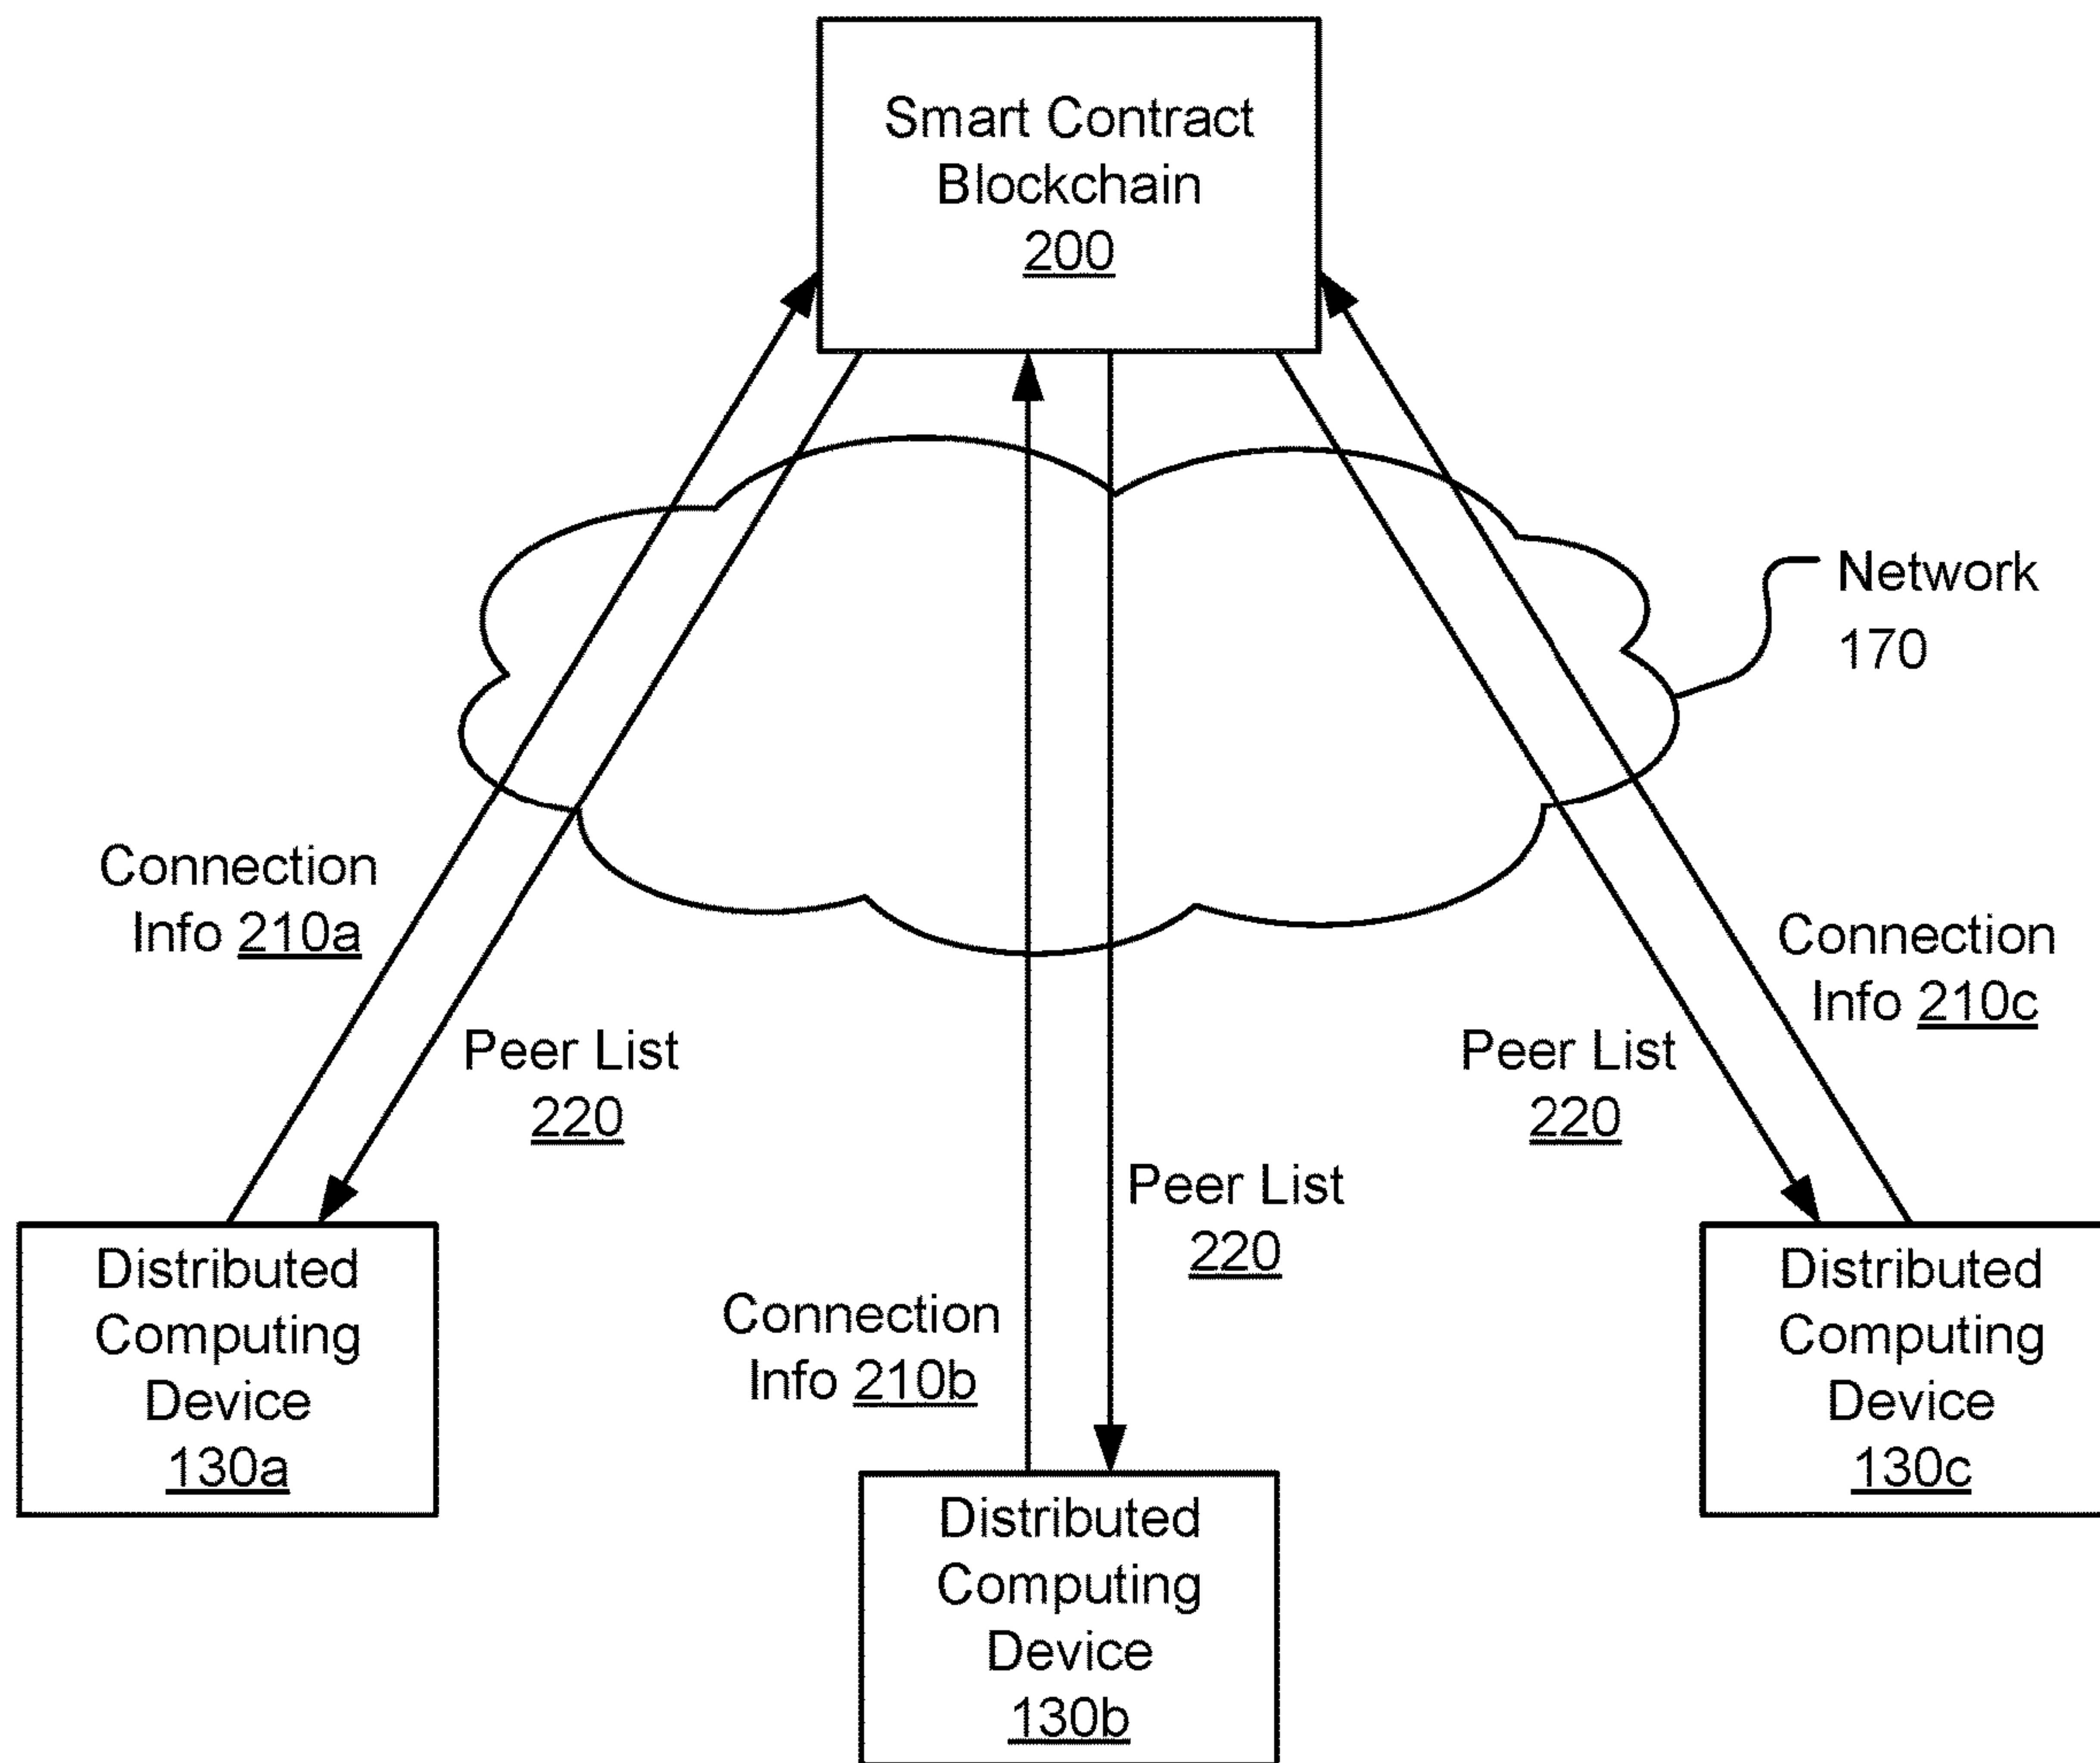 Smart Contract
Blockchain
200
Network
170
Connection
Info 210a
Connection
Info 210c
Peer List
220
Peer List
220
Peer List
220
Connection
Info 210b
Distributed
Computing
Device
130a
Distributed
Computing
Device
130c
Distributed
Computing
Device
130b